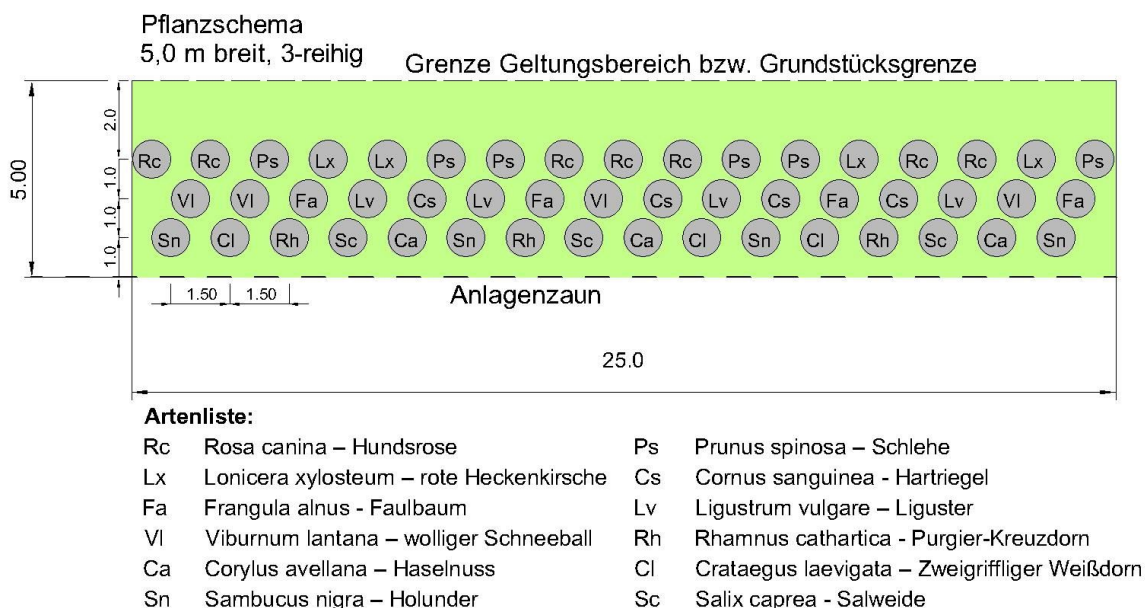 Pflanzschema
5,0 m breit, 3-reihig
Grenze Geltungsbereich bzw. Grundstücksgrenze
5.00
2.0
1.0
1.0
1.0
Rc Rc Ps Lx Lx Ps Ps Rc Rc Rc Ps Ps Lx Rc Rc Lx Ps
Vl Vl Fa Lv Cs Lv Fa Vl Cs Lv Cs Fa Cs Lv Vl Fa
Sn Cl Rh Sc Ca Sn Rh Sc Ca Cl Sn Cl Rh Sc Ca Sn
1.50 1.50
Anlagenzaun
25.0
Artenliste:
Rc Rosa canina – Hundsrose
Lx Lonicera xylosteum – rote Heckenkirsche
Fa Frangula alnus - Faulbaum
Vl Viburnum lantana – wolliger Schneeball
Ca Corylus avellana – Haselnuss
Sn Sambucus nigra – Holunder
Ps Prunus spinosa – Schlehe
Cs Cornus sanguinea - Hartriegel
Lv Ligustrum vulgare – Liguster
Rh Rhamnus cathartica - Purgier-Kreuzdorn
Cl Crataegus laevigata – Zweigriffliger Weißdorn
Sc Salix caprea - Salweide